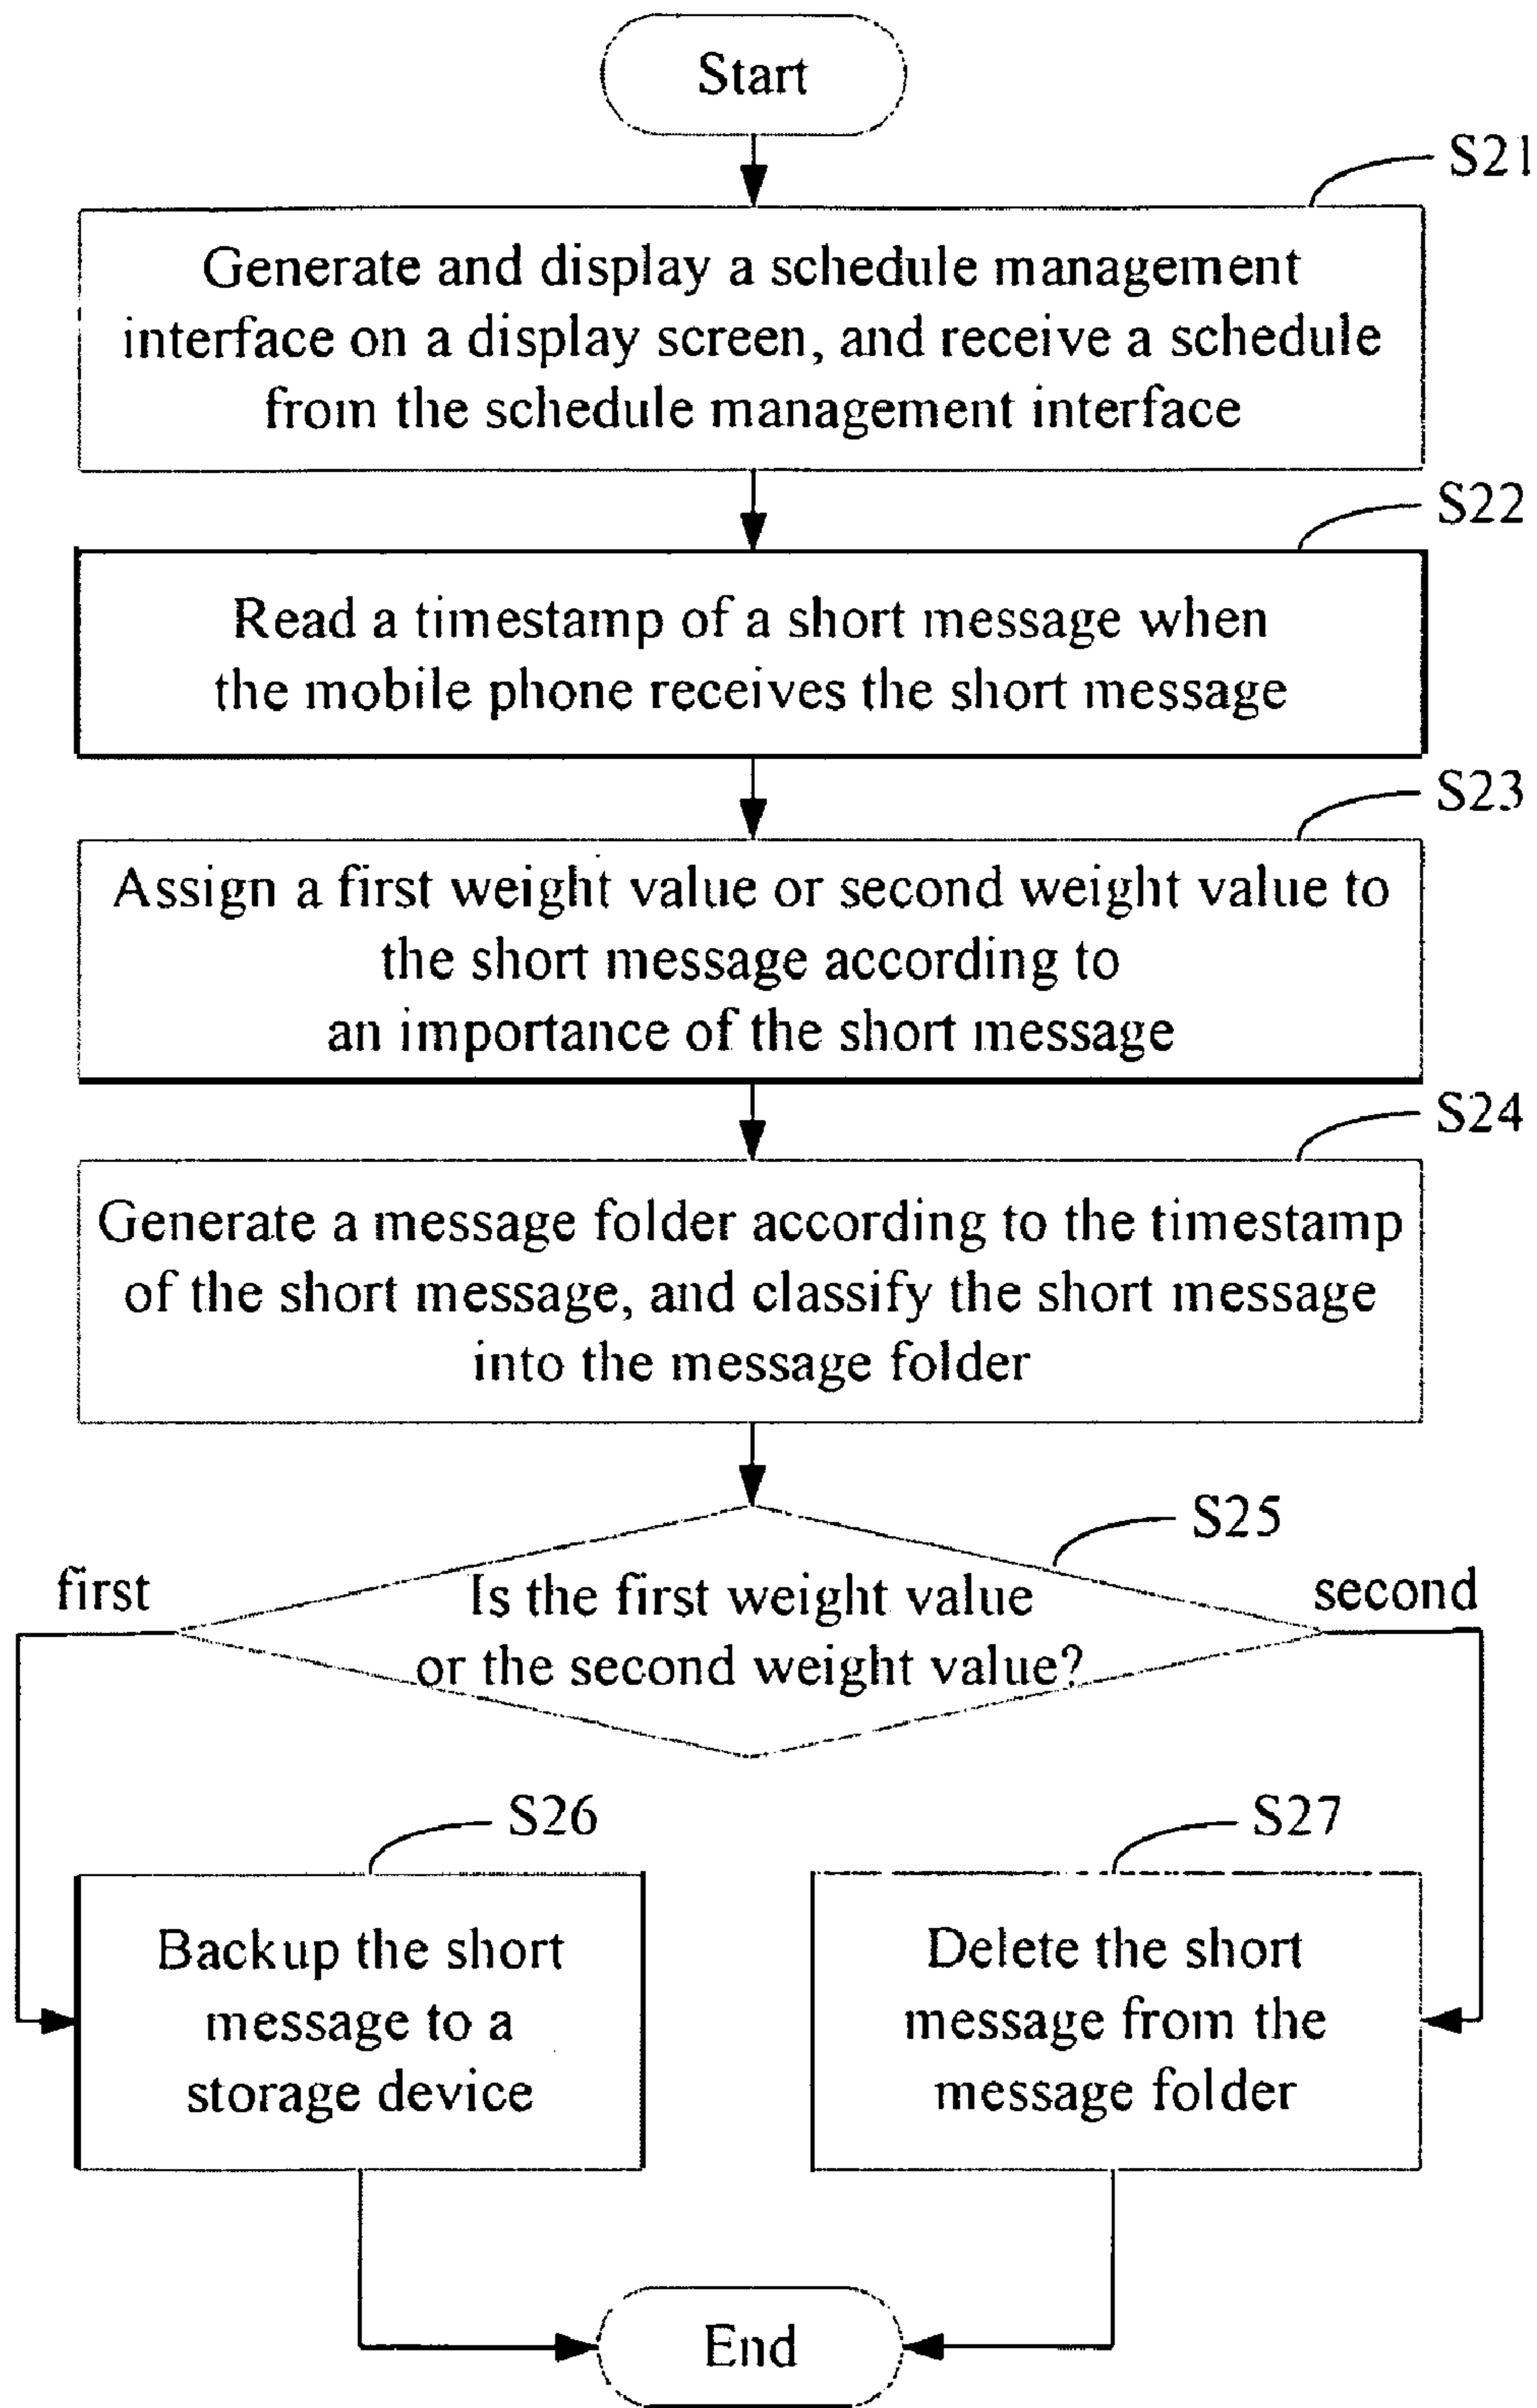 Start
S21
Generate and display a schedule management
interface on a display screen, and receive a schedule
from the schedule management interface
S22
Read a timestamp of a short message when
the mobile phone receives the short message
S23
Assign a first weight value or second weight value to
the short message according to
an importance of the short message
S24
Generate a message folder according to the timestamp
of the short message, and classify the short message
into the message folder
S25
first
second
Is the first weight value
or the second weight value?
S26
S27
Backup the short
message to a
storage device
Delete the short
message from the
message folder
End